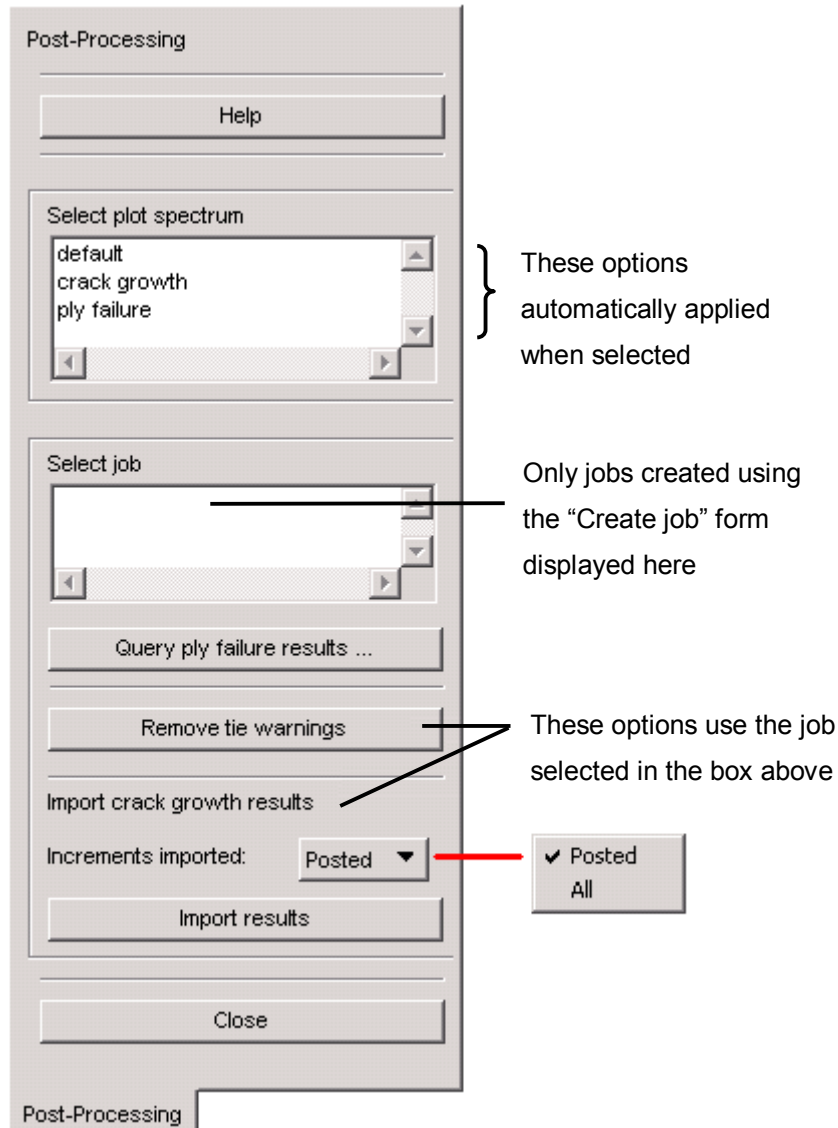 Post-Processing
Help
Select plot spectrum
default
crack growth
ply failure
These options
automatically applied
when selected
Select job
Only jobs created using
the “Create job” form
displayed here
Query ply failure results ...
Remove tie warnings
These options use the job
selected in the box above
Import crack growth results
Increments imported:
Posted
Posted
All
Import results
Close
Post-Processing